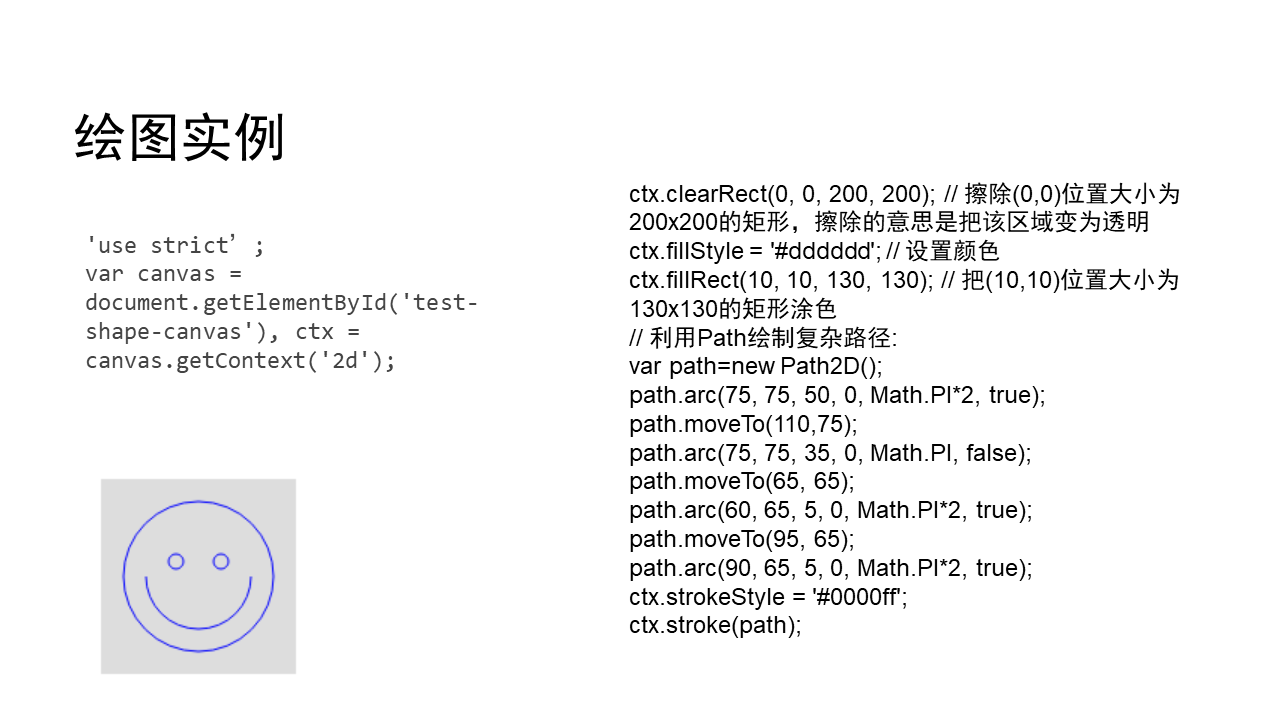 绘图实例
'use strict’;
var canvas =
document.getElementById('test-
shape-canvas'), ctx =
canvas.getContext('2d');
ctx.clearRect(0, 0, 200, 200); // 擦除(0,0)位置大小为
200x200的矩形，擦除的意思是把该区域变为透明
ctx.fillStyle = '#dddddd'; // 设置颜色
ctx.fillRect(10, 10, 130, 130); // 把(10,10)位置大小为
130x130的矩形涂色
// 利用Path绘制复杂路径:
var path=new Path2D();
path.arc(75, 75, 50, 0, Math.PI*2, true);
path.moveTo(110,75);
path.arc(75, 75, 35, 0, Math.PI, false);
path.moveTo(65, 65);
path.arc(60, 65, 5, 0, Math.PI*2, true);
path.moveTo(95, 65);
path.arc(90, 65, 5, 0, Math.PI*2, true);
ctx.strokeStyle = '#0000ff';
ctx.stroke(path);